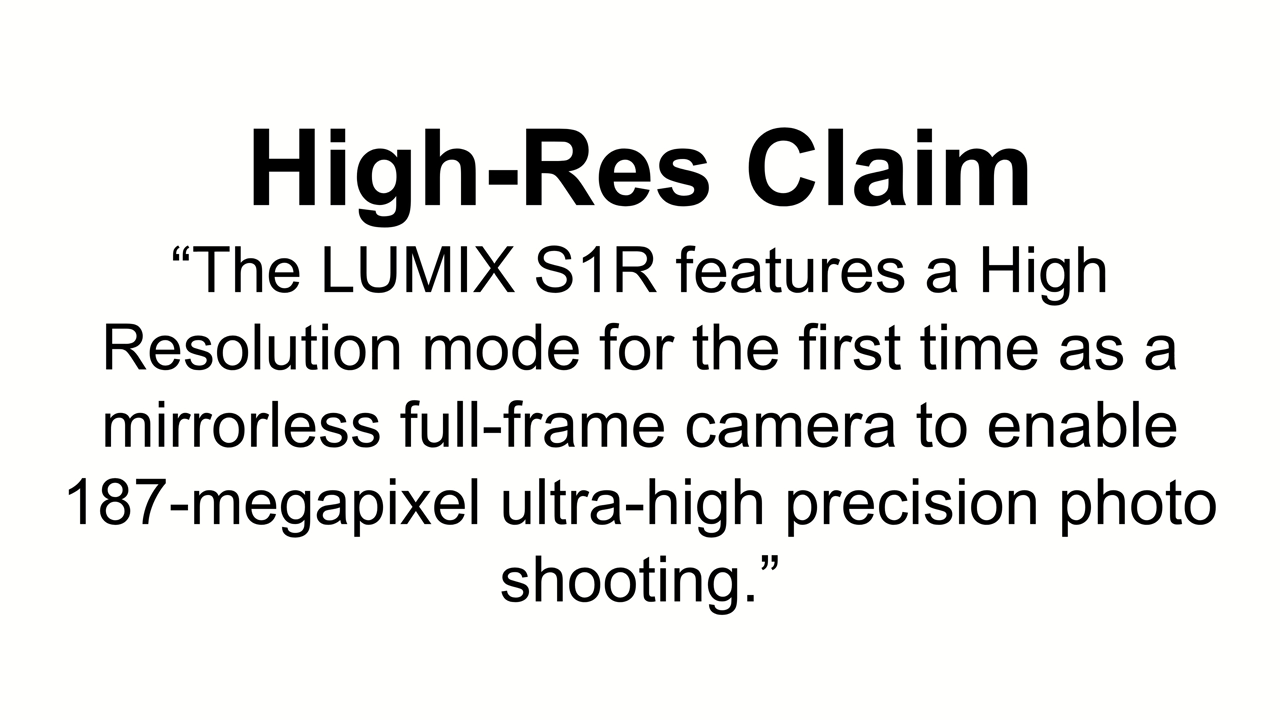 High-Res Claim
“The LUMIX S1R features a High
Resolution mode for the first time as a
mirrorless full-frame camera to enable
187-megapixel ultra-high precision photo
shooting.”